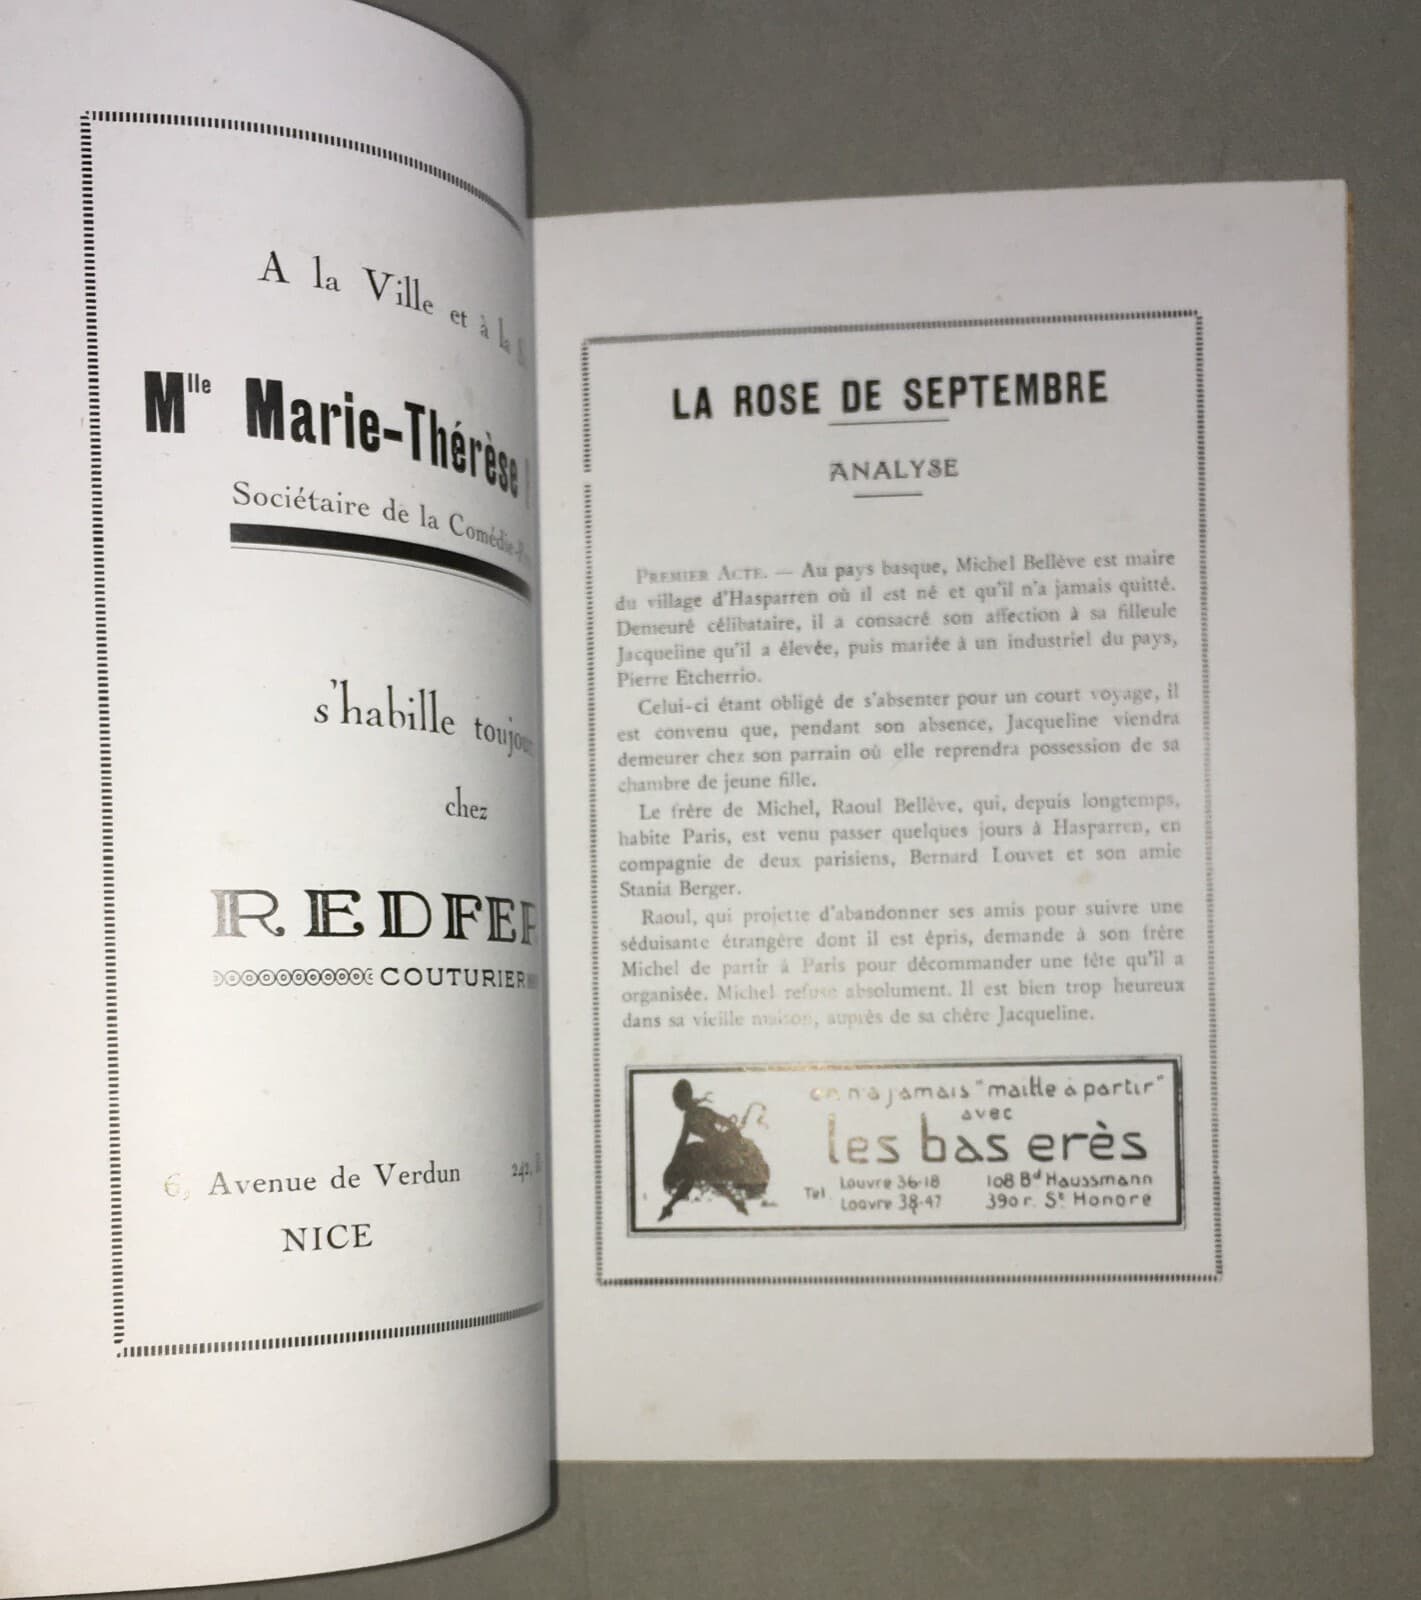 A la Ville et à la
Mlle Marie-Thérèse
Sociétaire de la Comédie-
s'habille
chez
REDFER
COUTURIER
6, Avenue de Verdun 242,
NICE
LA ROSE DE SEPTEMBRE
ANALYSE
PREMIER ACTE. — Au pays basque, Michel Bellève est maire
du village d'Hasparren où il est né et qu'il n'a jamais quitté.
Demeuré célibataire, il a consacré son affection à sa filleule
Jacqueline qu'il a élevée, puis mariée à un industriel du pays,
Pierre Etcherrio.
Celui-ci étant obligé de s'absenter pour un court voyage, il
est convenu que, pendant son absence, Jacqueline viendra
demeurer chez son parrain où elle reprendra possession de sa
chambre de jeune fille.
Le frère de Michel, Raoul Bellève, qui, depuis longtemps,
habite Paris, est venu passer quelques jours à Hasparren, en
compagnie de deux parisiens, Bernard Louvet et son amie
Stania Berger.
Raoul, qui projette d'abandonner ses amis pour suivre une
séduisante étrangère dont il est épris, demande à son frère
Michel de partir à Paris pour décommander une fête qu'il a
organisée. Michel refuse absolument. Il est bien trop heureux
dans sa vieille maison, auprès de sa chère Jacqueline.
on n'a jamais "maille à partir"
avec
les bas erès
Tel. Louvre 36-18 108 Bd Haussmann
Louvre 38-47 390 r. St Honoré